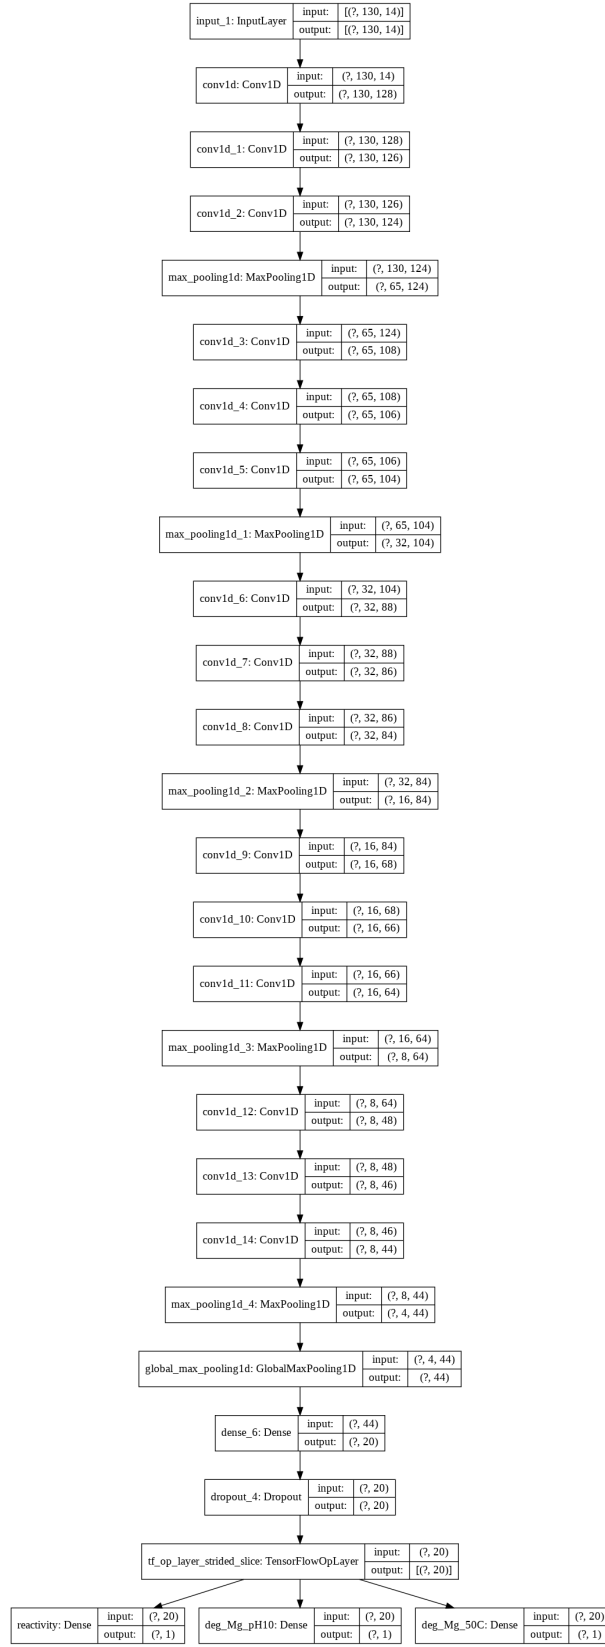 input_1: InputLayer input: [(?, 130, 14)]
output: [(?, 130, 14)]
conv1d: Conv1D input: (?, 130, 14)
output: (?, 130, 128)
conv1d_1: Conv1D input: (?, 130, 128)
output: (?, 130, 126)
conv1d_2: Conv1D input: (?, 130, 126)
output: (?, 130, 124)
max_pooling1d: MaxPooling1D input: (?, 130, 124)
output: (?, 65, 124)
conv1d_3: Conv1D input: (?, 65, 124)
output: (?, 65, 108)
conv1d_4: Conv1D input: (?, 65, 108)
output: (?, 65, 106)
conv1d_5: Conv1D input: (?, 65, 106)
output: (?, 65, 104)
max_pooling1d_1: MaxPooling1D input: (?, 65, 104)
output: (?, 32, 104)
conv1d_6: Conv1D input: (?, 32, 104)
output: (?, 32, 88)
conv1d_7: Conv1D input: (?, 32, 88)
output: (?, 32, 86)
conv1d_8: Conv1D input: (?, 32, 86)
output: (?, 32, 84)
max_pooling1d_2: MaxPooling1D input: (?, 32, 84)
output: (?, 16, 84)
conv1d_9: Conv1D input: (?, 16, 84)
output: (?, 16, 68)
conv1d_10: Conv1D input: (?, 16, 68)
output: (?, 16, 66)
conv1d_11: Conv1D input: (?, 16, 66)
output: (?, 16, 64)
max_pooling1d_3: MaxPooling1D input: (?, 16, 64)
output: (?, 8, 64)
conv1d_12: Conv1D input: (?, 8, 64)
output: (?, 8, 48)
conv1d_13: Conv1D input: (?, 8, 48)
output: (?, 8, 46)
conv1d_14: Conv1D input: (?, 8, 46)
output: (?, 8, 44)
max_pooling1d_4: MaxPooling1D input: (?, 8, 44)
output: (?, 4, 44)
global_max_pooling1d: GlobalMaxPooling1D input: (?, 4, 44)
output: (?, 44)
dense_6: Dense input: (?, 44)
output: (?, 20)
dropout_4: Dropout input: (?, 20)
output: (?, 20)
tf_op_layer_strided_slice: TensorFlowOpLayer input: (?, 20)
output: [(?, 20)]
reactivity: Dense input: (?, 20)
output: (?, 1)
deg_Mg_pH10: Dense input: (?, 20)
output: (?, 1)
deg_Mg_50C: Dense input: (?, 20)
output: (?, 1)